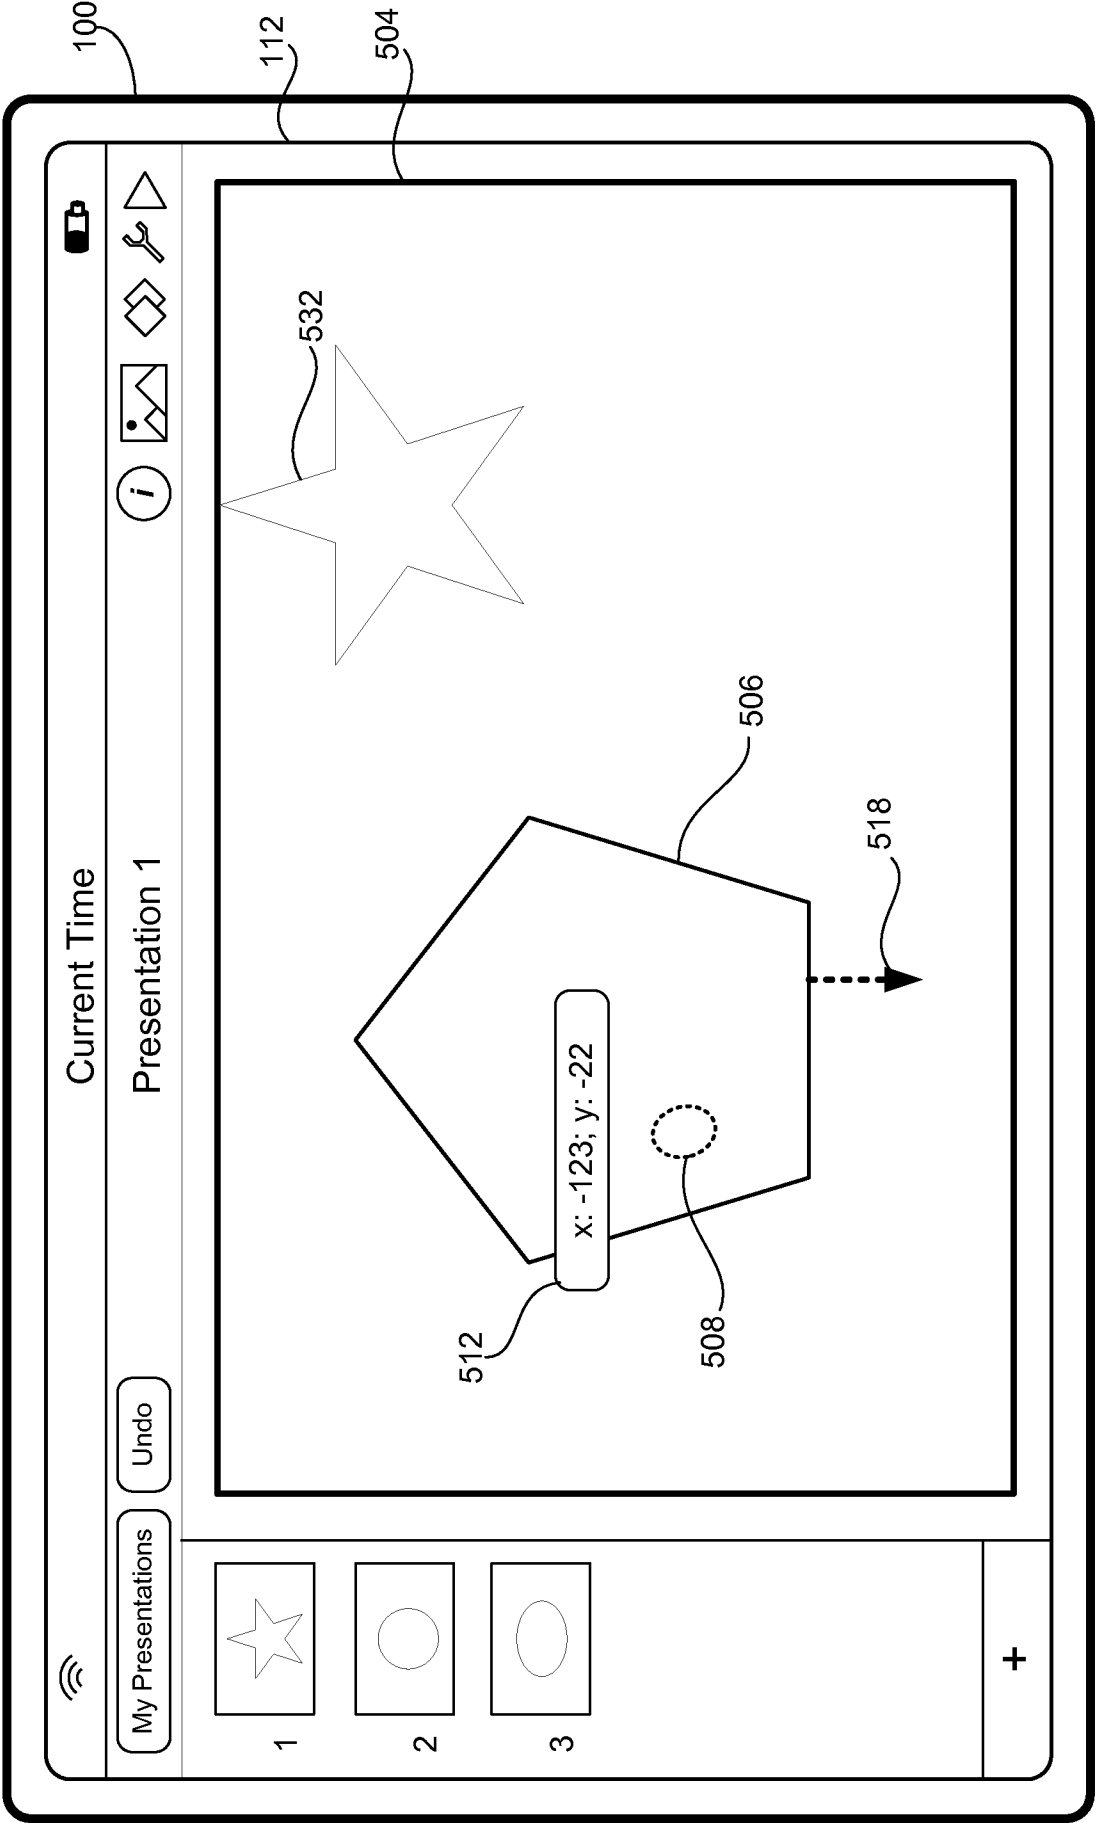 100
112
504
Current Time
My Presentations
Undo
Presentation 1
i
1
2
3
+
532
506
518
512
x: -123; y: -22
508